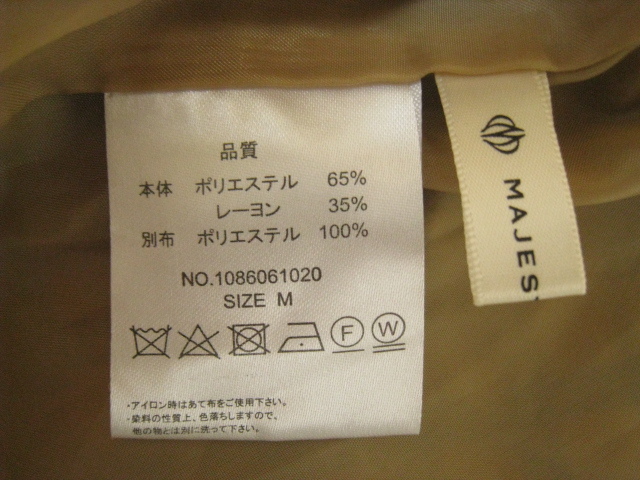 品質
本体 ポリエステル 65%
レーヨン 35%
別布 ポリエステル 100%
NO.1086061020
SIZE M
F W
・アイロン時はあて布をご使用下さい。
・染料の性質上、色落ちしますので。
他の物とは別に洗って下さい。
MAJES